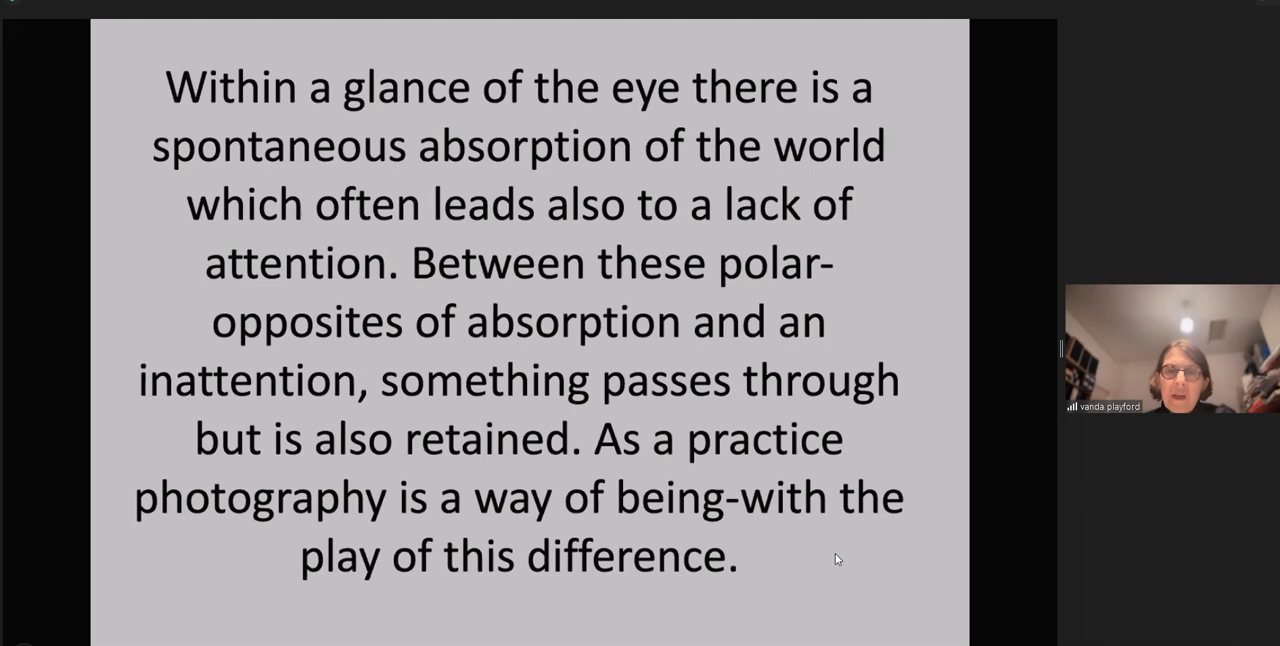 Within a glance of the eye there is a
spontaneous absorption of the world
which often leads also to a lack of
attention. Between these polar-
opposites of absorption and an
inattention, something passes through
but is also retained. As a practice
photography is a way of being-with the
play of this difference.
vanda playford